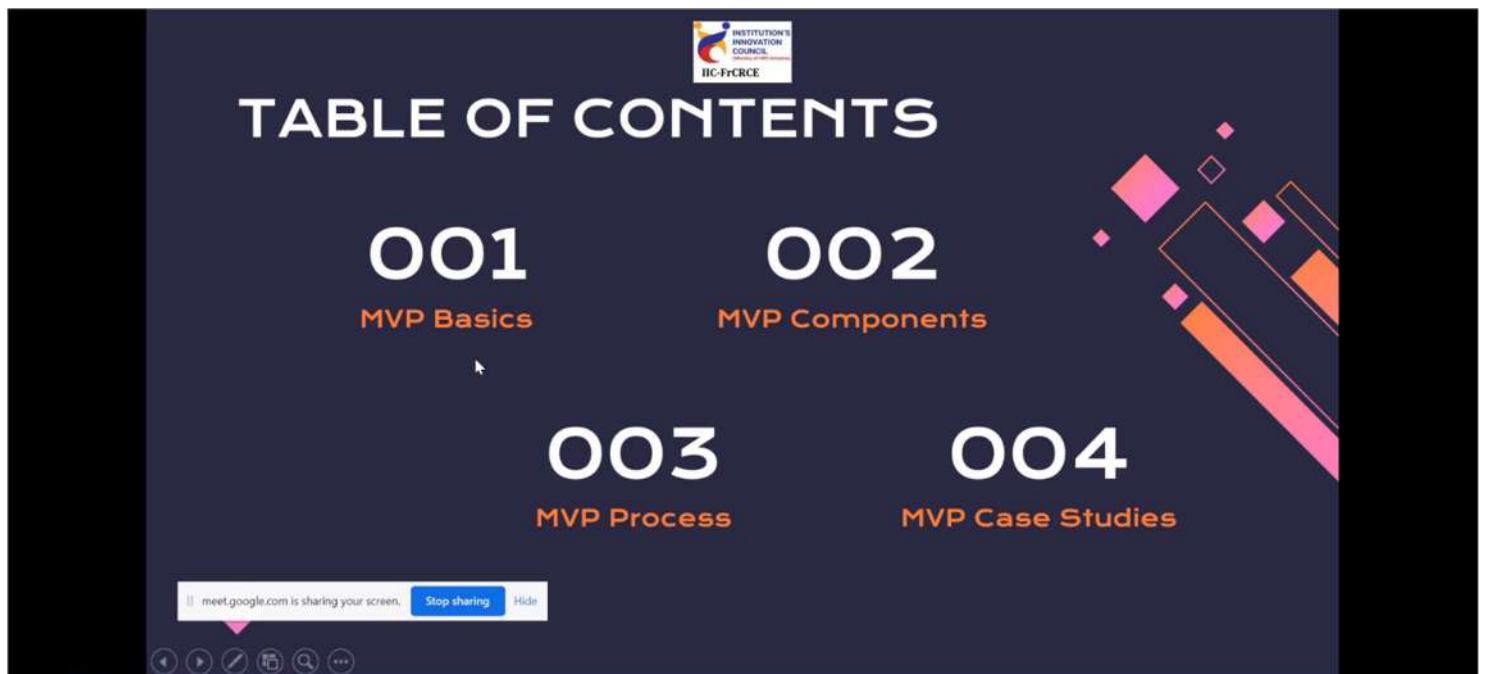 INSTITUTION'S
INNOVATION
COUNCIL
IIC-FrCRCE
TABLE OF CONTENTS
001
002
MVP Basics
MVP Components
003
004
MVP Process
MVP Case Studies
meet.google.com is sharing your screen.
Stop sharing
Hide